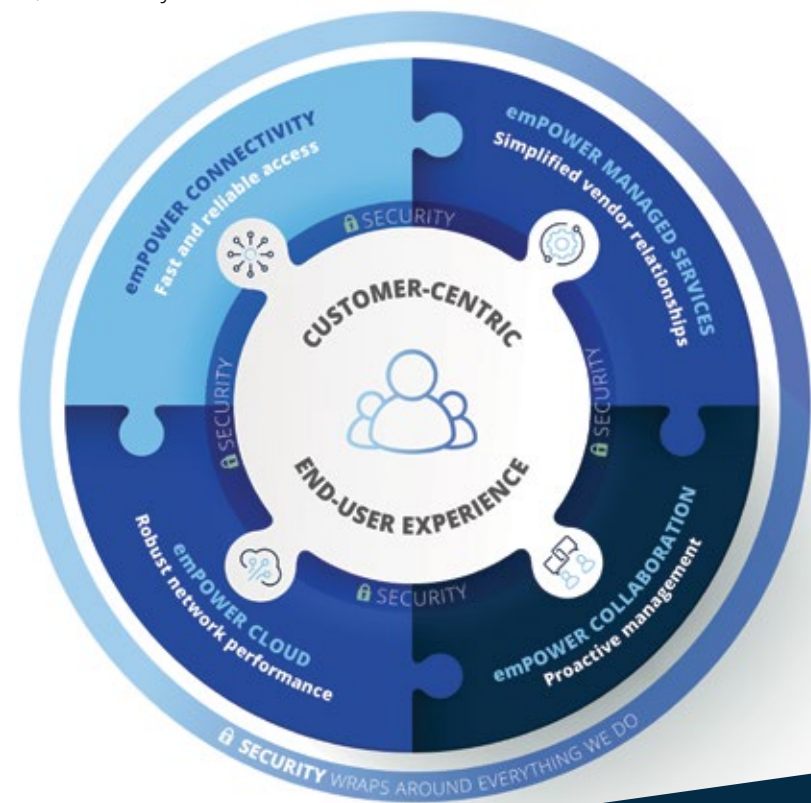 emPOWER CONNECTIVITY
Fast and reliable access
emPOWER MANAGED SERVICES
Simplified vendor relationships
SECURITY
CUSTOMER-CENTRIC
SECURITY
SECURITY
END-USER EXPERIENCE
SECURITY
emPOWER CLOUD
Robust network performance
emPOWER COLLABORATION
Proactive management
SECURITY WRAPS AROUND EVERYTHING WE DO